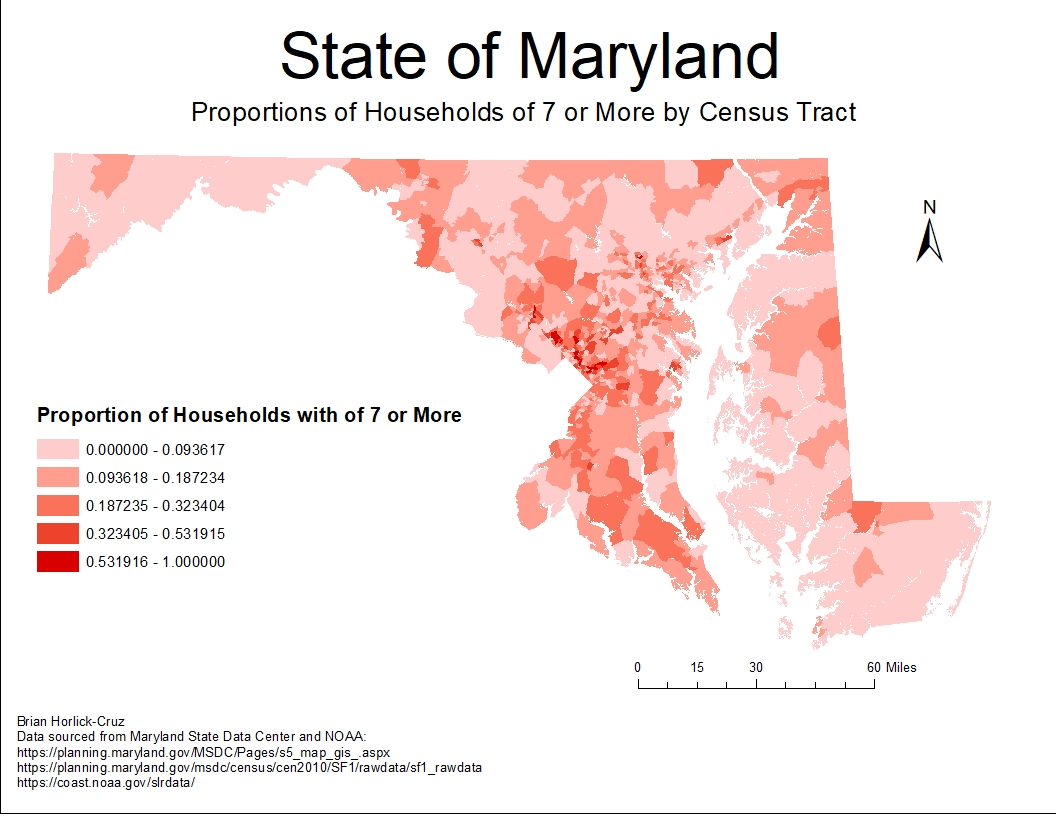 State of Maryland
Proportions of Households of 7 or More by Census Tract
N
Proportion of Households with of 7 or More
0.000000 - 0.093617
0.093618 - 0.187234
0.187235 - 0.323404
0.323405 - 0.531915
0.531916 - 1.000000
0 15 30 60 Miles
Brian Horlick-Cruz
Data sourced from Maryland State Data Center and NOAA:
https://planning.maryland.gov/MSDC/Pages/s5_map_gis_.aspx
https://planning.maryland.gov/msdc/census/cen2010/SF1/rawdata/sf1_rawdata
https://coast.noaa.gov/slrdata/